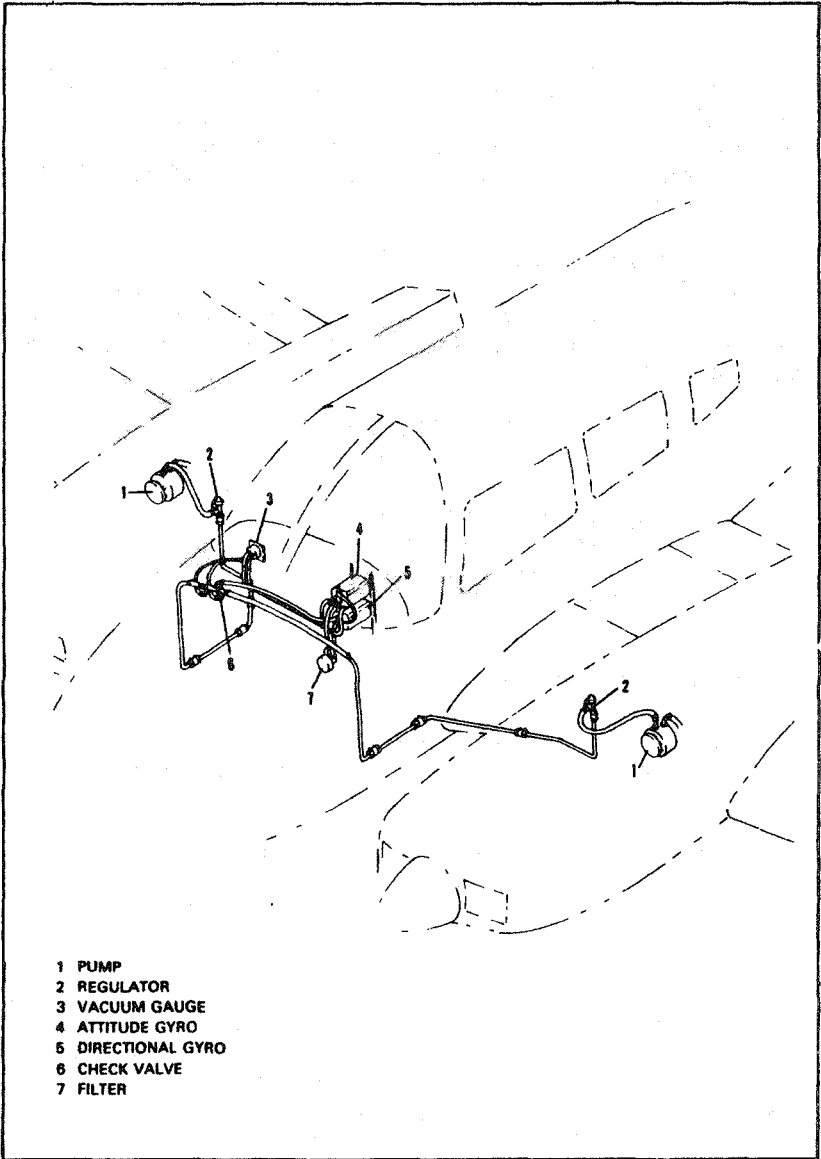 2
1
3
4
5
6
7
2
1
1 PUMP
2 REGULATOR
3 VACUUM GAUGE
4 ATTITUDE GYRO
5 DIRECTIONAL GYRO
6 CHECK VALVE
7 FILTER